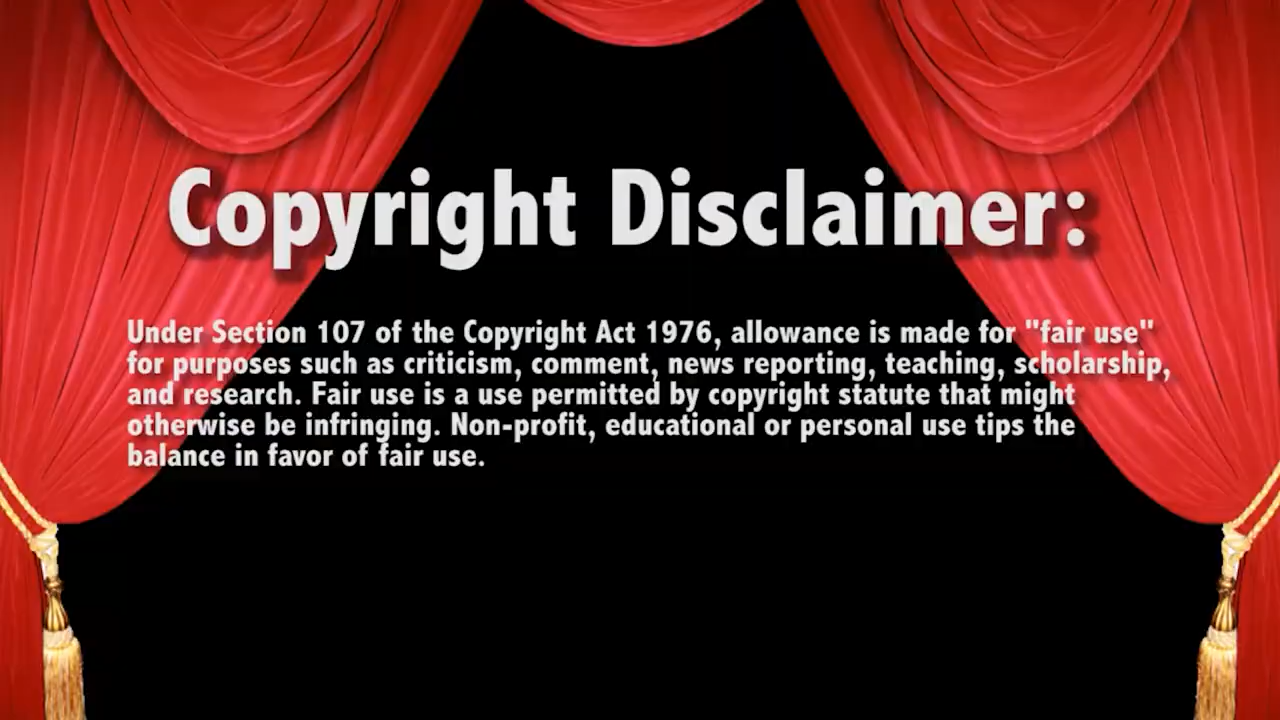 Copyright Disclaimer:
Under Section 107 of the Copyright Act 1976, allowance is made for "fair use"
for purposes such as criticism, comment, news reporting, teaching, scholarship,
and research. Fair use is a use permitted by copyright statute that might
otherwise be infringing. Non-profit, educational or personal use tips the
balance in favor of fair use.